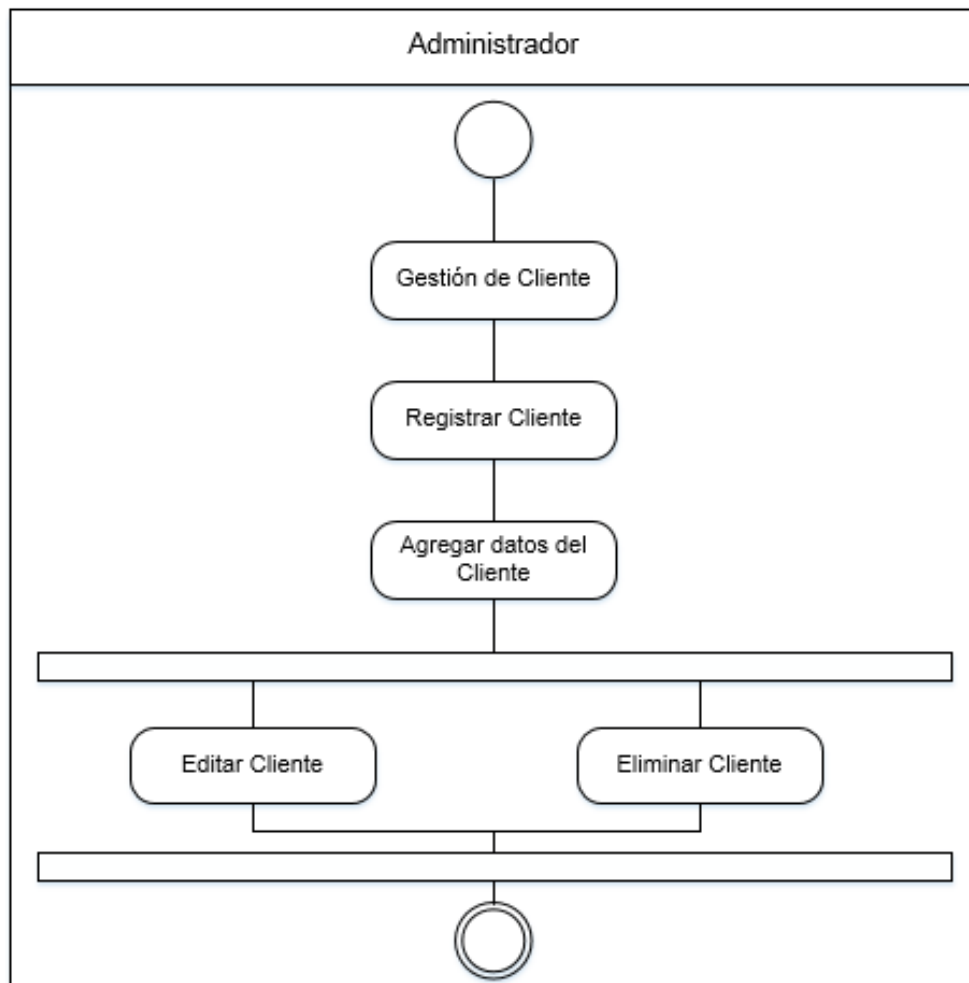 Administrador
Gestión de Cliente
Registrar Cliente
Agregar datos del
Cliente
Editar Cliente
Eliminar Cliente